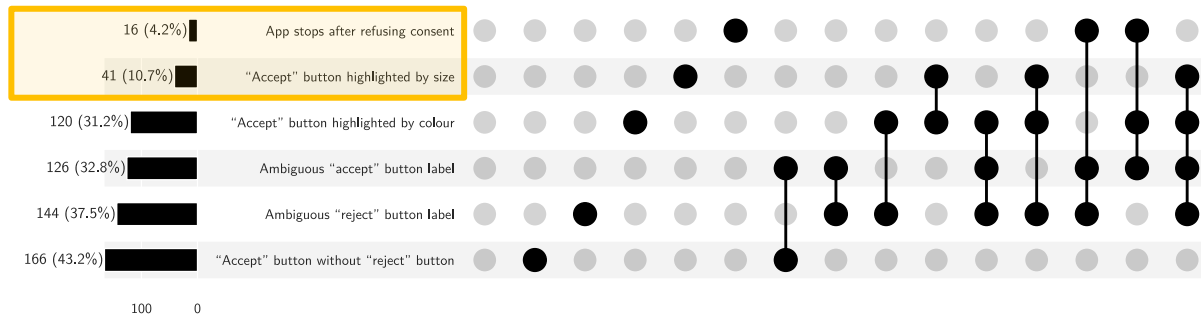 16 (4.2%) App stops after refusing consent
41 (10.7%) “Accept” button highlighted by size
120 (31.2%) “Accept” button highlighted by colour
126 (32.8%) Ambiguous “accept” button label
144 (37.5%) Ambiguous “reject” button label
166 (43.2%) “Accept” button without “reject” button
100 0